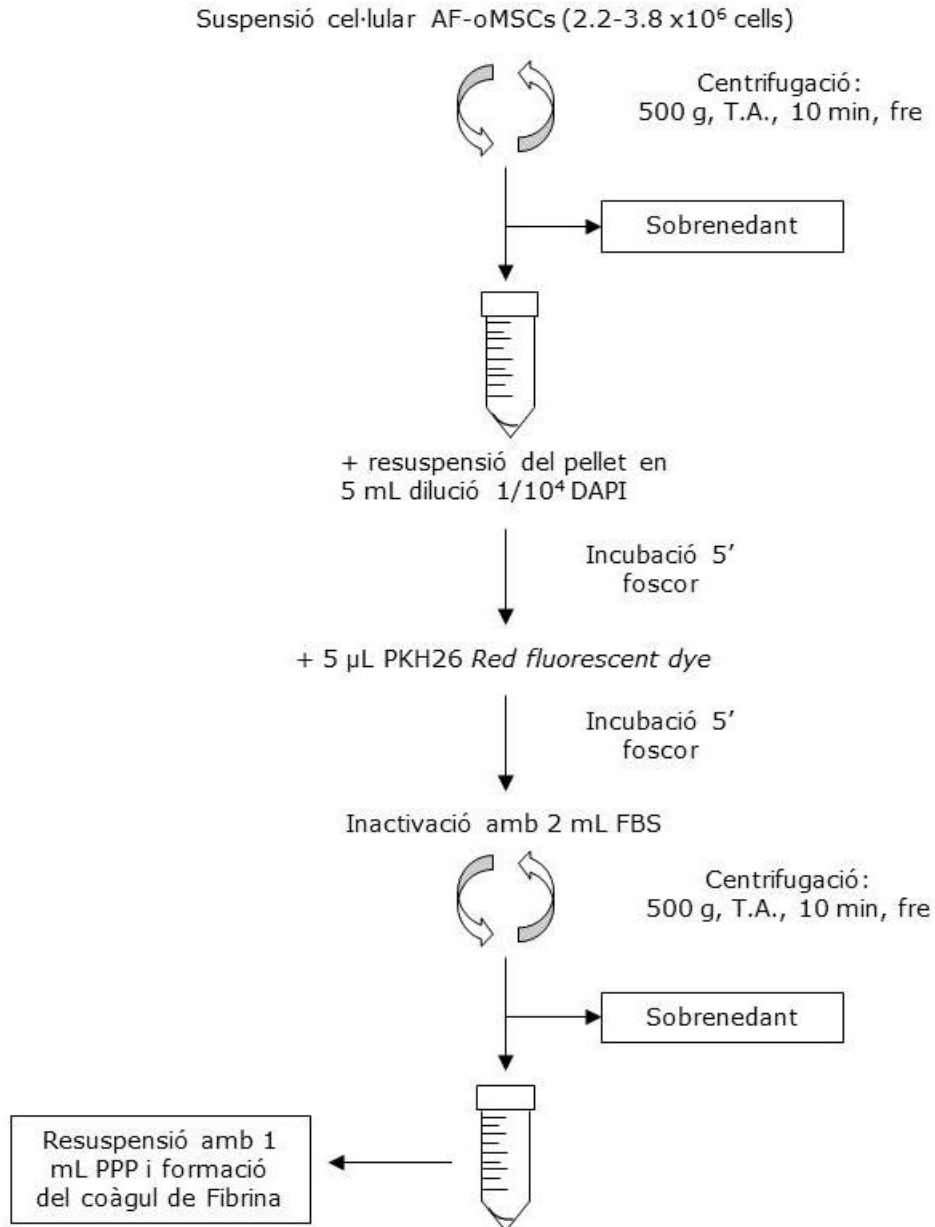 Suspensió cel·lular AF-oMSCs (2.2-3.8 x10⁶ cells)
Centrifugació:
500 g, T.A., 10 min, fre
Sobrenedant
+ resuspensió del pellet en
5 mL dilució 1/10⁴ DAPI
Incubació 5’
foscor
+ 5 µL PKH26 Red fluorescent dye
Incubació 5’
foscor
Inactivació amb 2 mL FBS
Centrifugació:
500 g, T.A., 10 min, fre
Sobrenedant
Resuspensió amb 1
mL PPP i formació
del coàgul de Fibrina